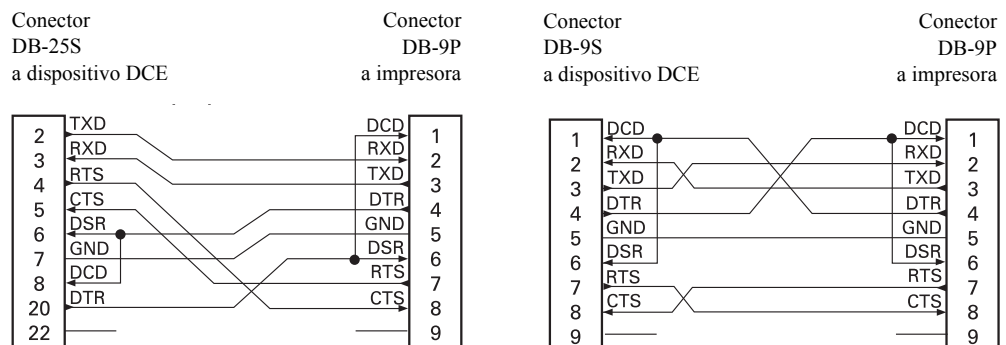 Conector
DB-25S
a dispositivo DCE
Conector
DB-9P
a impresora
2 TXD DCD 1
3 RXD RXD 2
4 RTS TXD 3
5 CTS DTR 4
6 DSR GND 5
7 GND DSR 6
8 DCD RTS 7
20 DTR CTS 8
22 9
Conector
DB-9S
a dispositivo DCE
Conector
DB-9P
a impresora
1 DCD DCD 1
2 RXD RXD 2
3 TXD TXD 3
4 DTR DTR 4
5 GND GND 5
6 DSR DSR 6
7 RTS RTS 7
8 CTS CTS 8
9 9